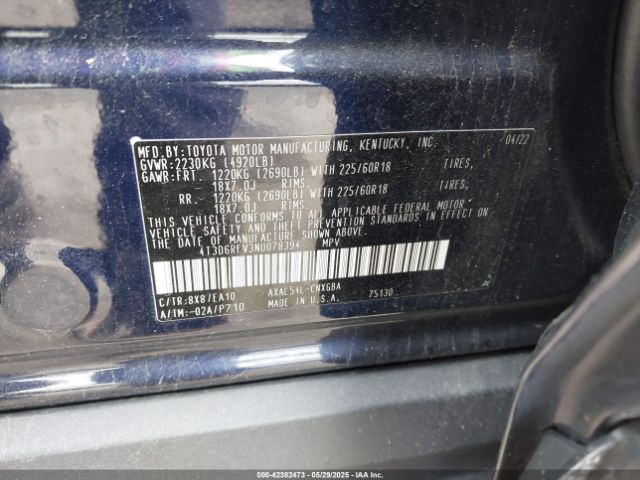 MFD.BY:TOYOTA MOTOR MANUFACTURING, KENTUCKY, INC. 04/22
GVWR:2230KG (4920LB)
GAWR:FRT. 1220KG (2690LB) WITH 225/60R18 TIRES,
18X7.0J RIMS.
RR. 1220KG (2690LB) WITH 225/60R18 TIRES,
18X7.0J RIMS.
THIS VEHICLE CONFORMS TO ALL APPLICABLE FEDERAL MOTOR
VEHICLE SAFETY AND THEFT PREVENTION STANDARDS IN EFFECT ON
THE DATE OF MANUFACTURE SHOWN ABOVE.
4T3D6RFV3NU078394 MPV
C/TR:8X8/EA10 AXAL54L-CNXGBA 75130
A/TM:-02A/P710
000-42382473 - 05/29/2025 - IAA Inc.